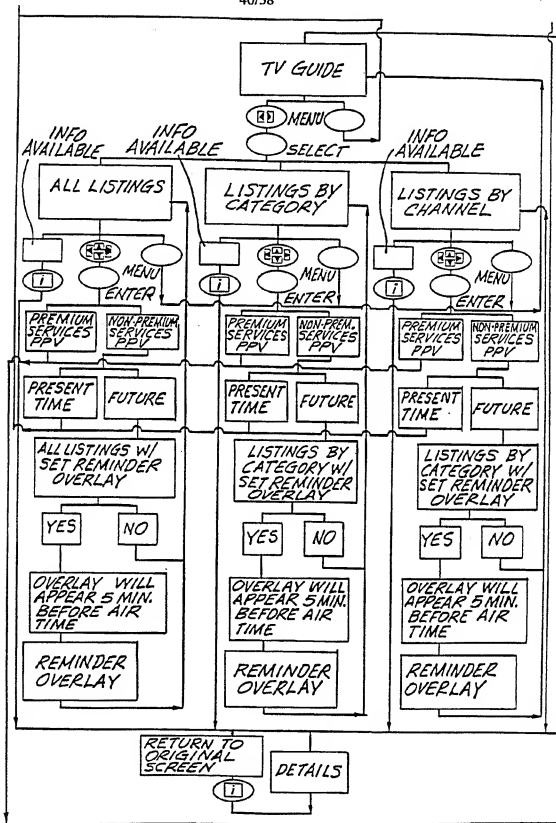 40/58
TV GUIDE
MENU
SELECT
INFO
AVAILABLE
INFO
AVAILABLE
INFO
AVAILABLE
ALL LISTINGS
LISTINGS BY
CATEGORY
LISTINGS BY
CHANNEL
i
MENU
ENTER
i
MENU
ENTER
i
MENU
ENTER
PREMIUM
SERVICES
PPV
NON-PREMIUM
SERVICES
PPV
PREMIUM
SERVICES
PPV
NON-PREM.
SERVICES
PPV
PREMIUM
SERVICES
PPV
NON-PREMIUM
SERVICES
PPV
PRESENT
TIME
FUTURE
PRESENT
TIME
FUTURE
PRESENT
TIME
FUTURE
ALL LISTINGS W/
SET REMINDER
OVERLAY
LISTINGS BY
CATEGORY W/
SET REMINDER
OVERLAY
LISTINGS BY
CATEGORY W/
SET REMINDER
OVERLAY
YES
NO
YES
NO
YES
NO
OVERLAY WILL
APPEAR 5 MIN.
BEFORE AIR
TIME
OVERLAY WILL
APPEAR 5 MIN.
BEFORE AIR
TIME
OVERLAY WILL
APPEAR 5 MIN.
BEFORE AIR
TIME
REMINDER
OVERLAY
REMINDER
OVERLAY
REMINDER
OVERLAY
RETURN TO
ORIGINAL
SCREEN
i
DETAILS